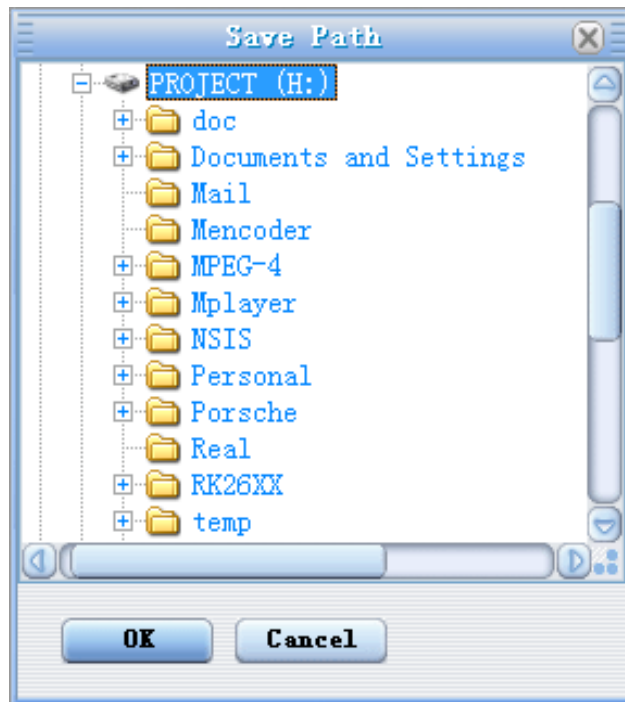 Save Path
PROJECT (H:)
doc
Documents and Settings
Mail
Mencoder
MPEG-4
Mplayer
NSIS
Personal
Porsche
Real
RK26XX
temp
OK Cancel